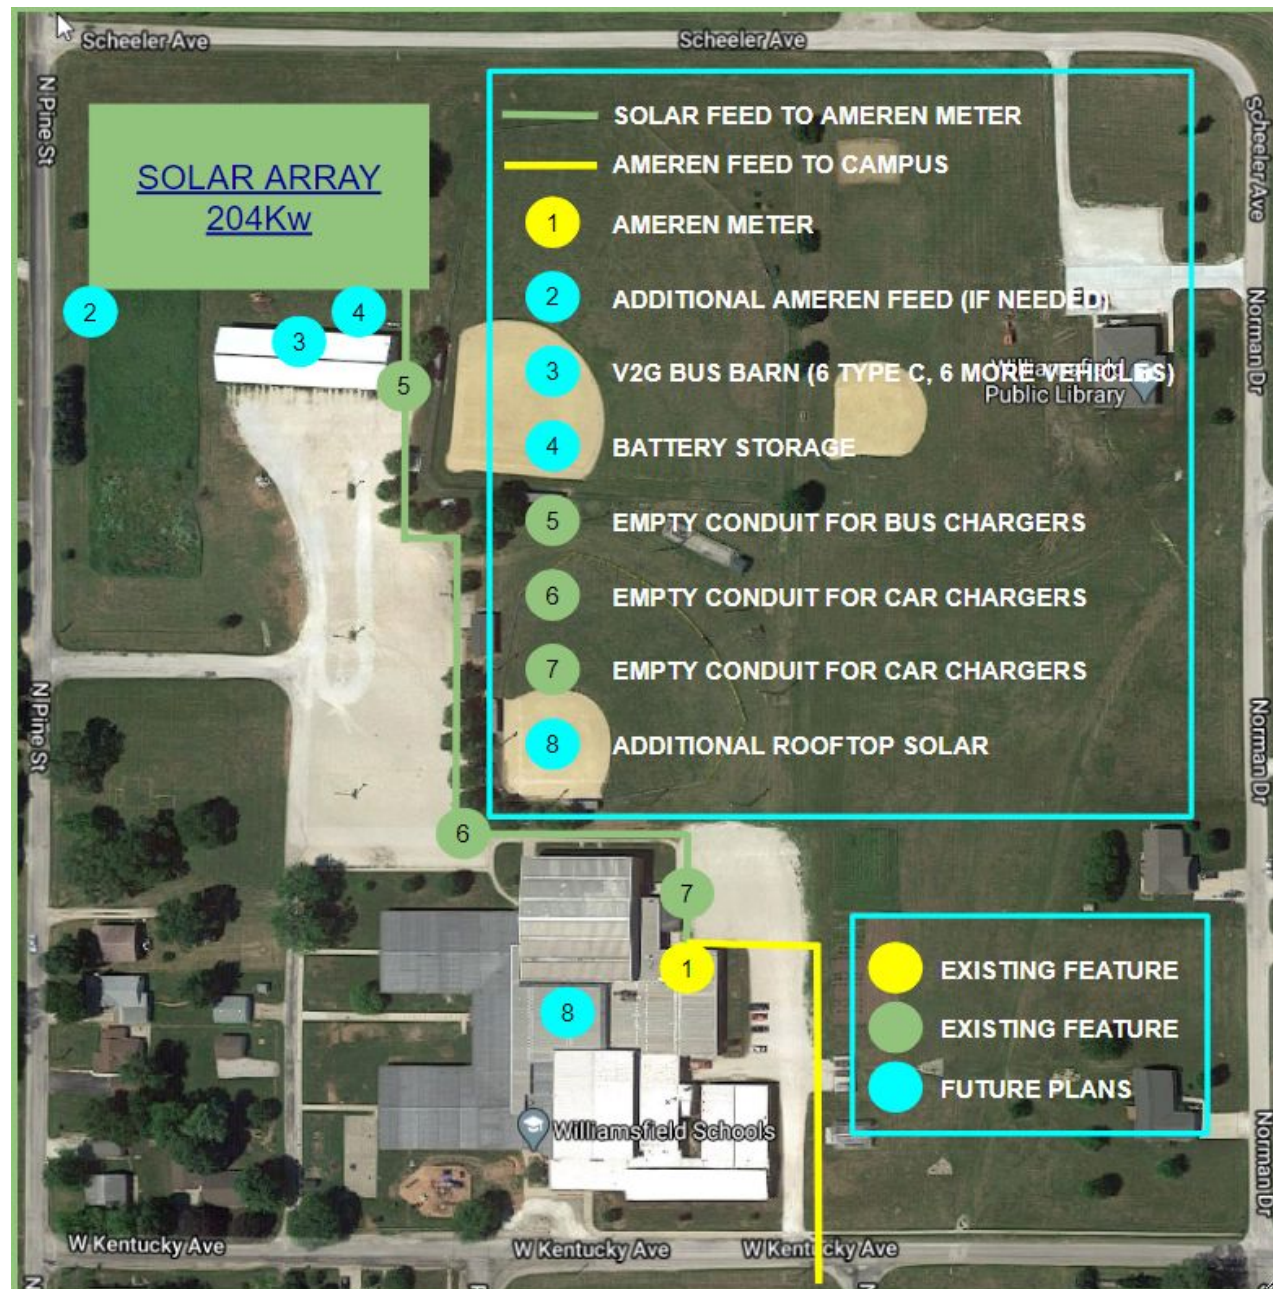 Scheeler Ave
Scheeler Ave
N Pine St
Scheeler Ave
SOLAR ARRAY
204Kw
SOLAR FEED TO AMEREN METER
AMEREN FEED TO CAMPUS
1 AMEREN METER
2 ADDITIONAL AMEREN FEED (IF NEEDED)
3 V2G BUS BARN (6 TYPE C, 6 MORE VEHICLES)
4 BATTERY STORAGE
5 EMPTY CONDUIT FOR BUS CHARGERS
6 EMPTY CONDUIT FOR CAR CHARGERS
7 EMPTY CONDUIT FOR CAR CHARGERS
8 ADDITIONAL ROOFTOP SOLAR
2
3
4
5
Norman Dr
Williamsfield
Public Library
N Pine St
Norman Dr
6
7
1
8
EXISTING FEATURE
EXISTING FEATURE
FUTURE PLANS
Williamsfield Schools
Norman Dr
W Kentucky Ave
W Kentucky Ave
W Kentucky Ave
N
N